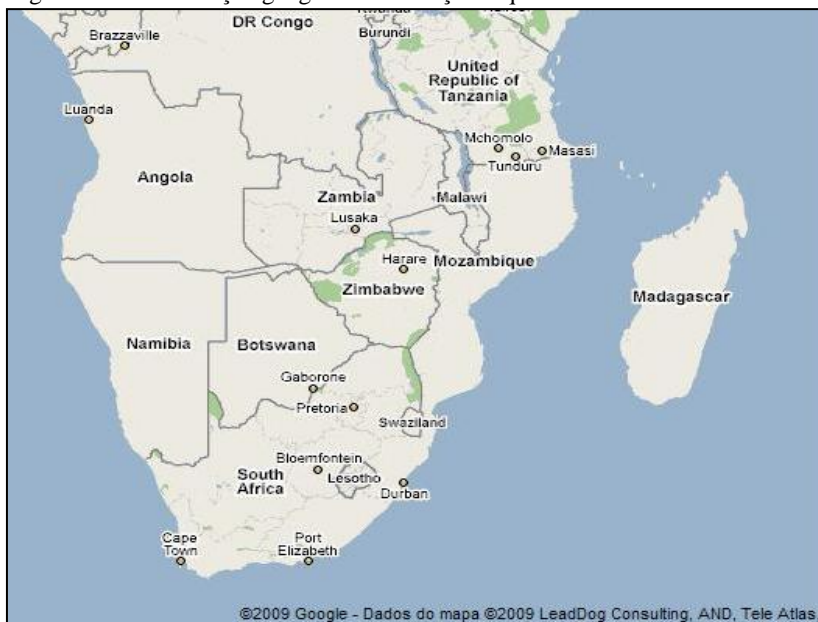 DR Congo
Brazzaville
Burundi
United
Republic of
Tanzania
Luanda
Mchomolo
Masasi
Tunduru
Angola
Zambia
Malawi
Lusaka
Harare
Mozambique
Zimbabwe
Madagascar
Namibia
Botswana
Gaborone
Pretoria
Swaziland
Bloemfontein
South
Africa
Lesotho
Durban
Cape
Town
Port
Elizabeth
©2009 Google - Dados do mapa ©2009 LeadDog Consulting, AND, Tele Atlas